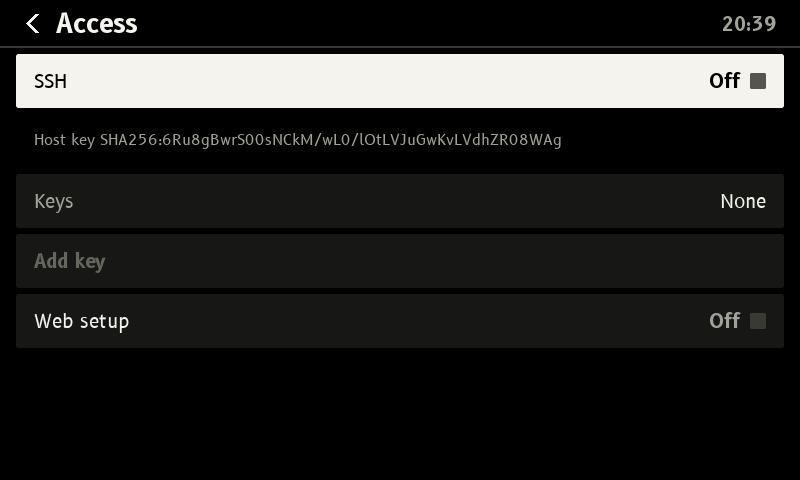 Access
20:39
SSH
Off
Host key SHA256:6Ru8gBwrS00sNCkM/wL0/lOtLVJuGwKvLVdhZR08WAg
Keys
None
Add key
Web setup
Off